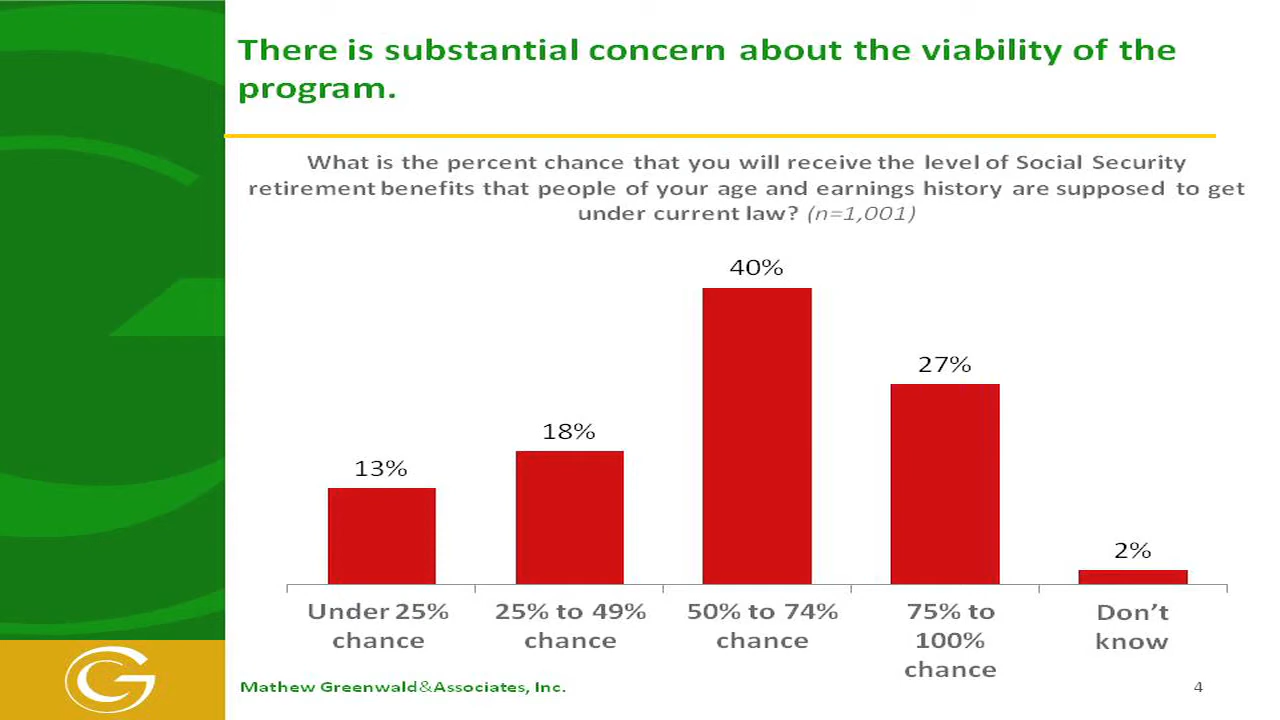 There is substantial concern about the viability of the
program.
What is the percent chance that you will receive the level of Social Security
retirement benefits that people of your age and earnings history are supposed to get
under current law? (n=1,001)
40%
27%
18%
13%
2%
Under 25%
chance
25% to 49%
chance
50% to 74%
chance
75% to
100%
chance
Don't
know
Mathew Greenwald&Associates, Inc.
4